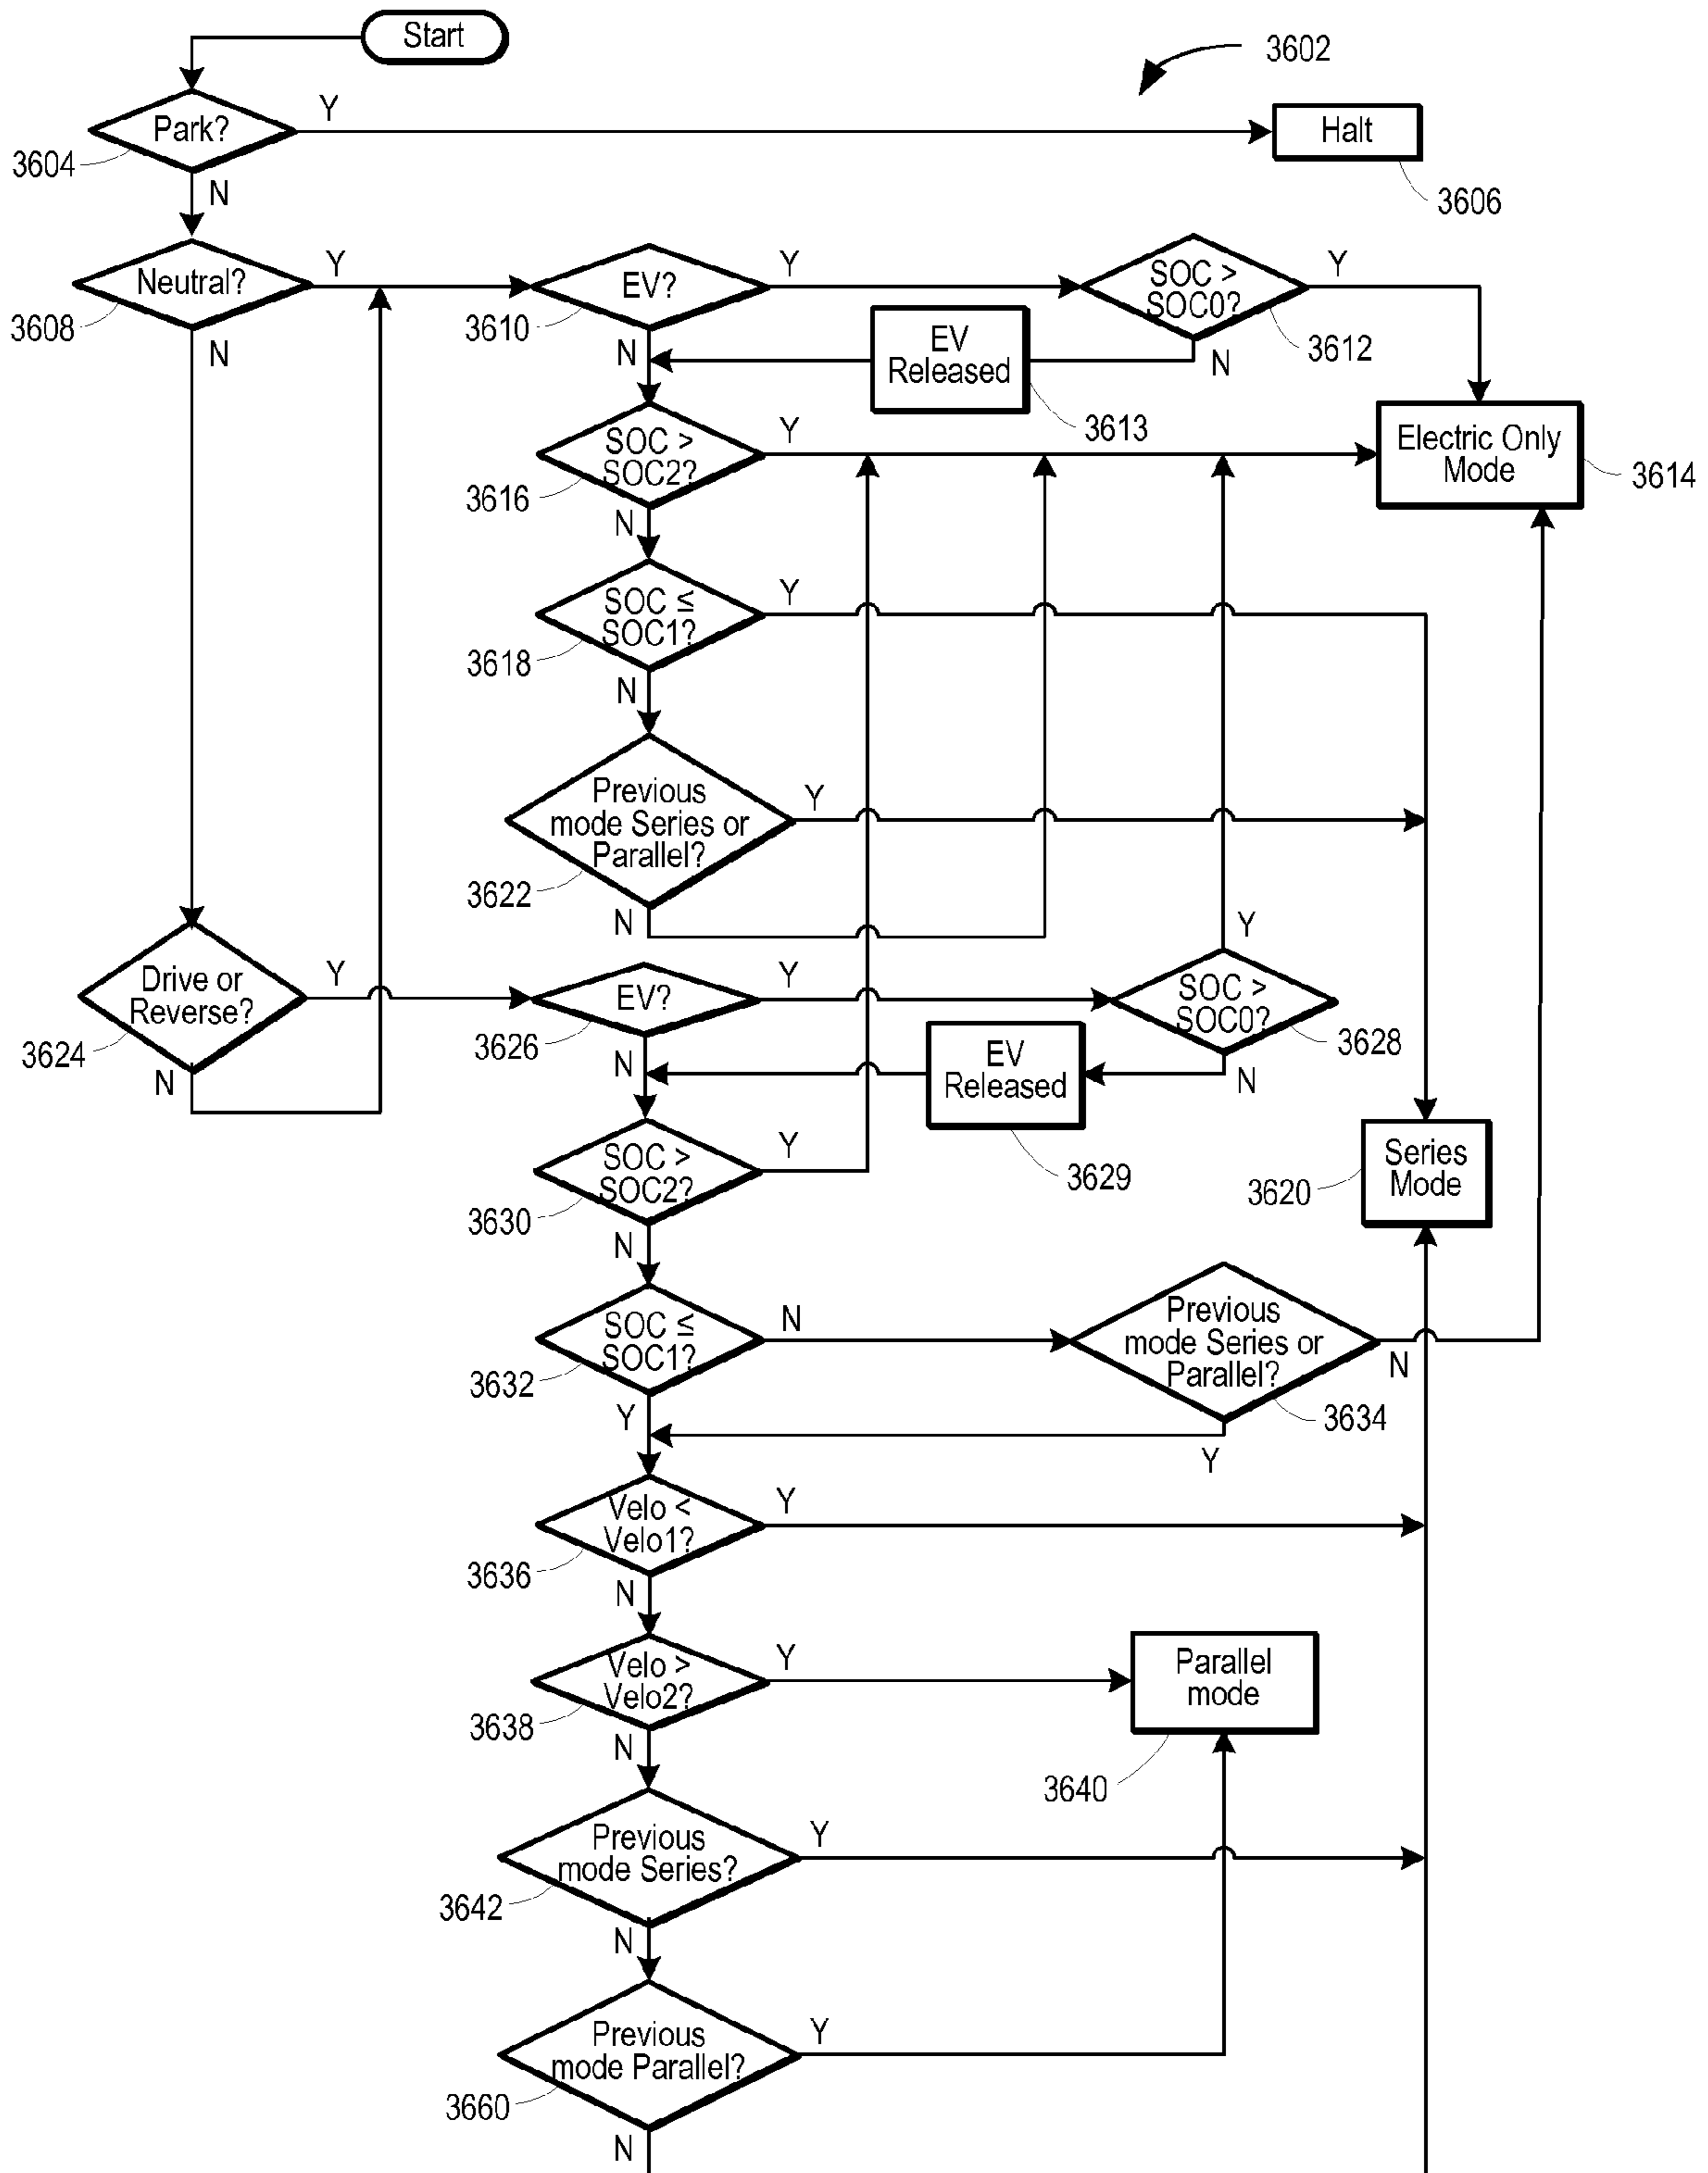 Start
3602
Park?
Y
Halt
3604
N
3606
Neutral?
Y
3608
N
EV?
Y
3610
N
SOC >
SOC0?
Y
3612
N
EV
Released
3613
SOC >
SOC2?
Y
3616
N
Electric Only
Mode
3614
SOC ≤
SOC1?
Y
3618
N
Previous
mode Series or
Parallel?
Y
3622
N
Drive or
Reverse?
Y
3624
N
EV?
Y
3626
N
SOC >
SOC0?
Y
3628
N
EV
Released
3629
SOC >
SOC2?
Y
3630
N
Series
Mode
3620
SOC ≤
SOC1?
N
3632
Y
Previous
mode Series or
Parallel?
N
3634
Y
Velo <
Velo1?
Y
3636
N
Velo >
Velo2?
Y
3638
N
Parallel
mode
3640
Previous
mode Series?
Y
3642
N
Previous
mode Parallel?
Y
3660
N